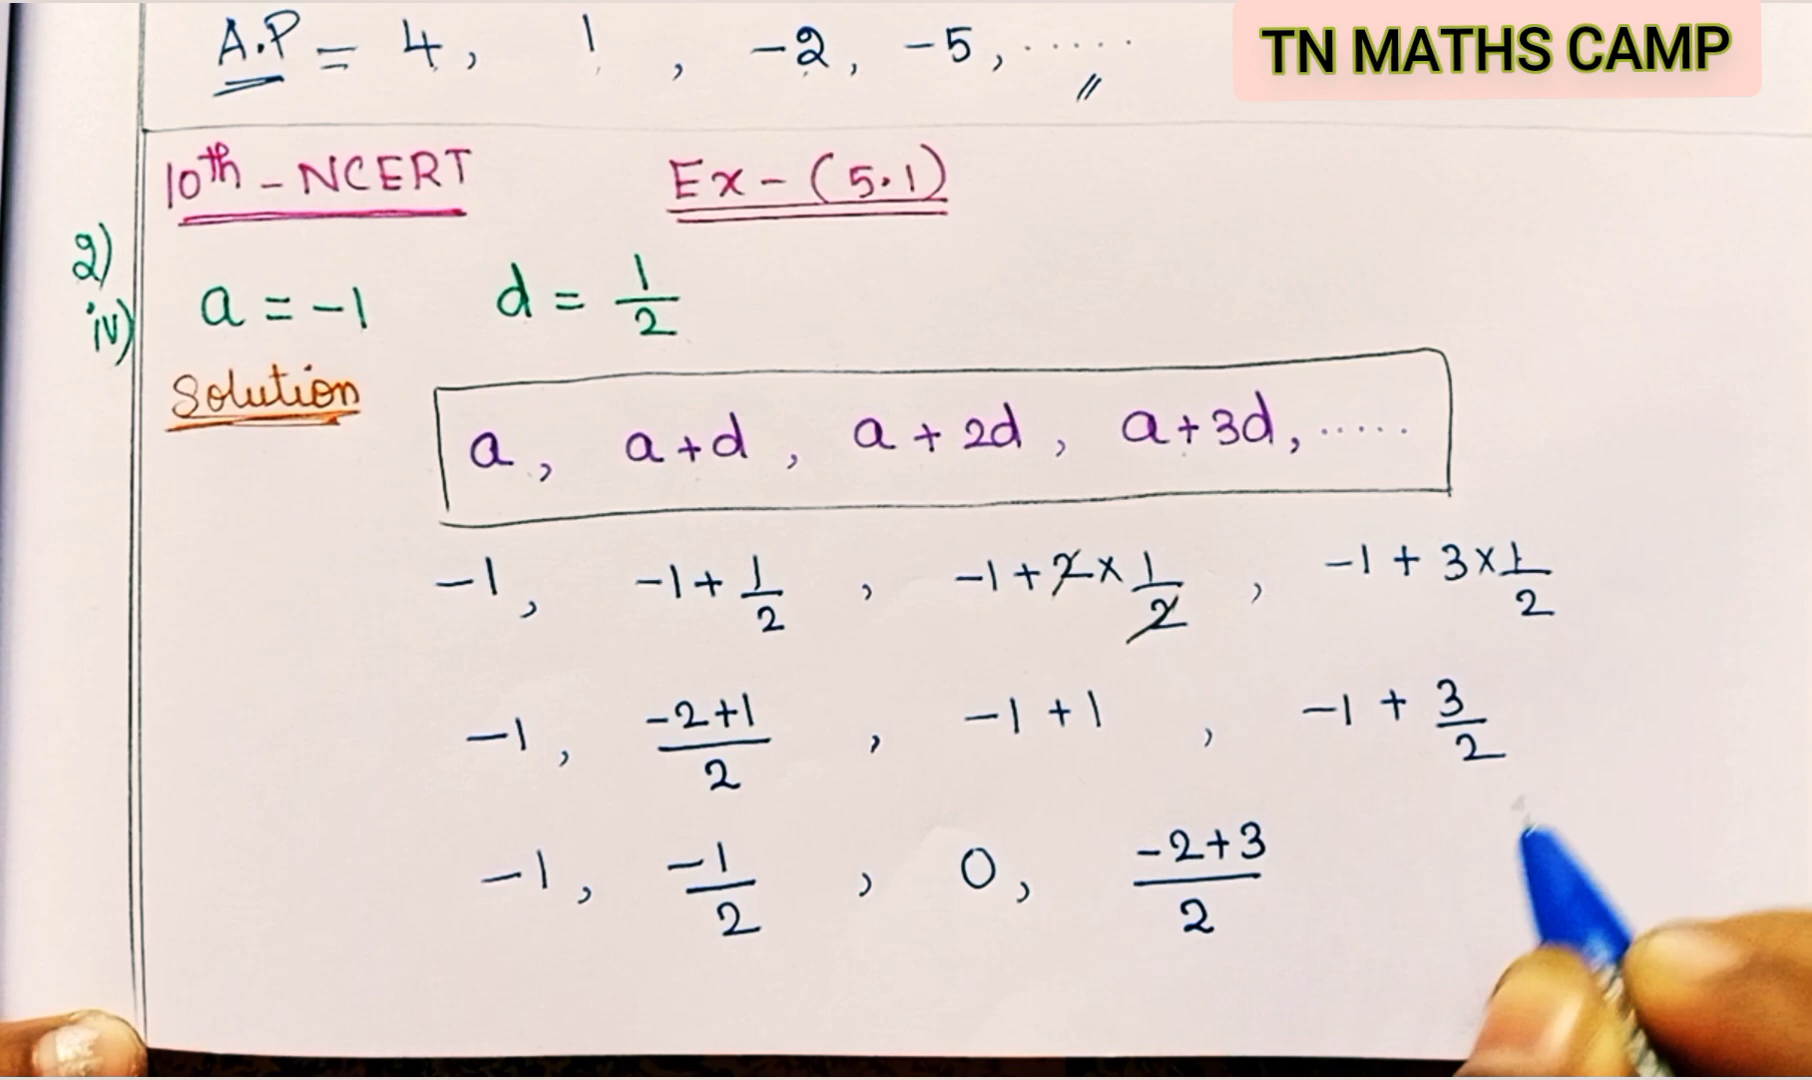 A.P = 4, 1, -2, -5, ..... //
TN MATHS CAMP
10th - NCERT Ex - (5.1)
2)
iv) a = -1 d = 1/2
Solution
a, a+d, a+2d, a+3d, .....
-1, -1+1/2, -1+2×1/2, -1+3×1/2
-1, -2+1/2, -1+1, -1+3/2
-1, -1/2, 0, -2+3/2